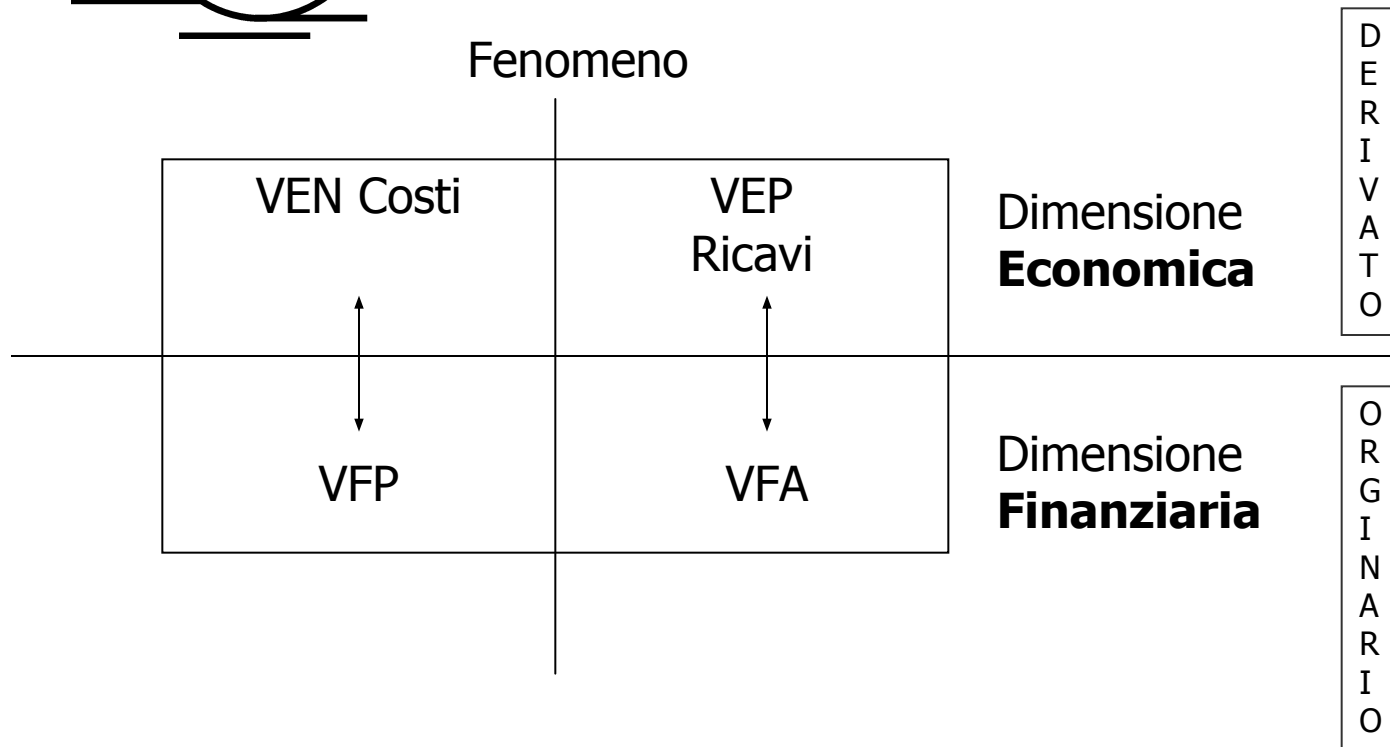 Fenomeno
VEN Costi
VEP
Ricavi
Dimensione
Economica
VFP
VFA
Dimensione
Finanziaria
D
E
R
I
V
A
T
O
O
R
G
I
N
A
R
I
O